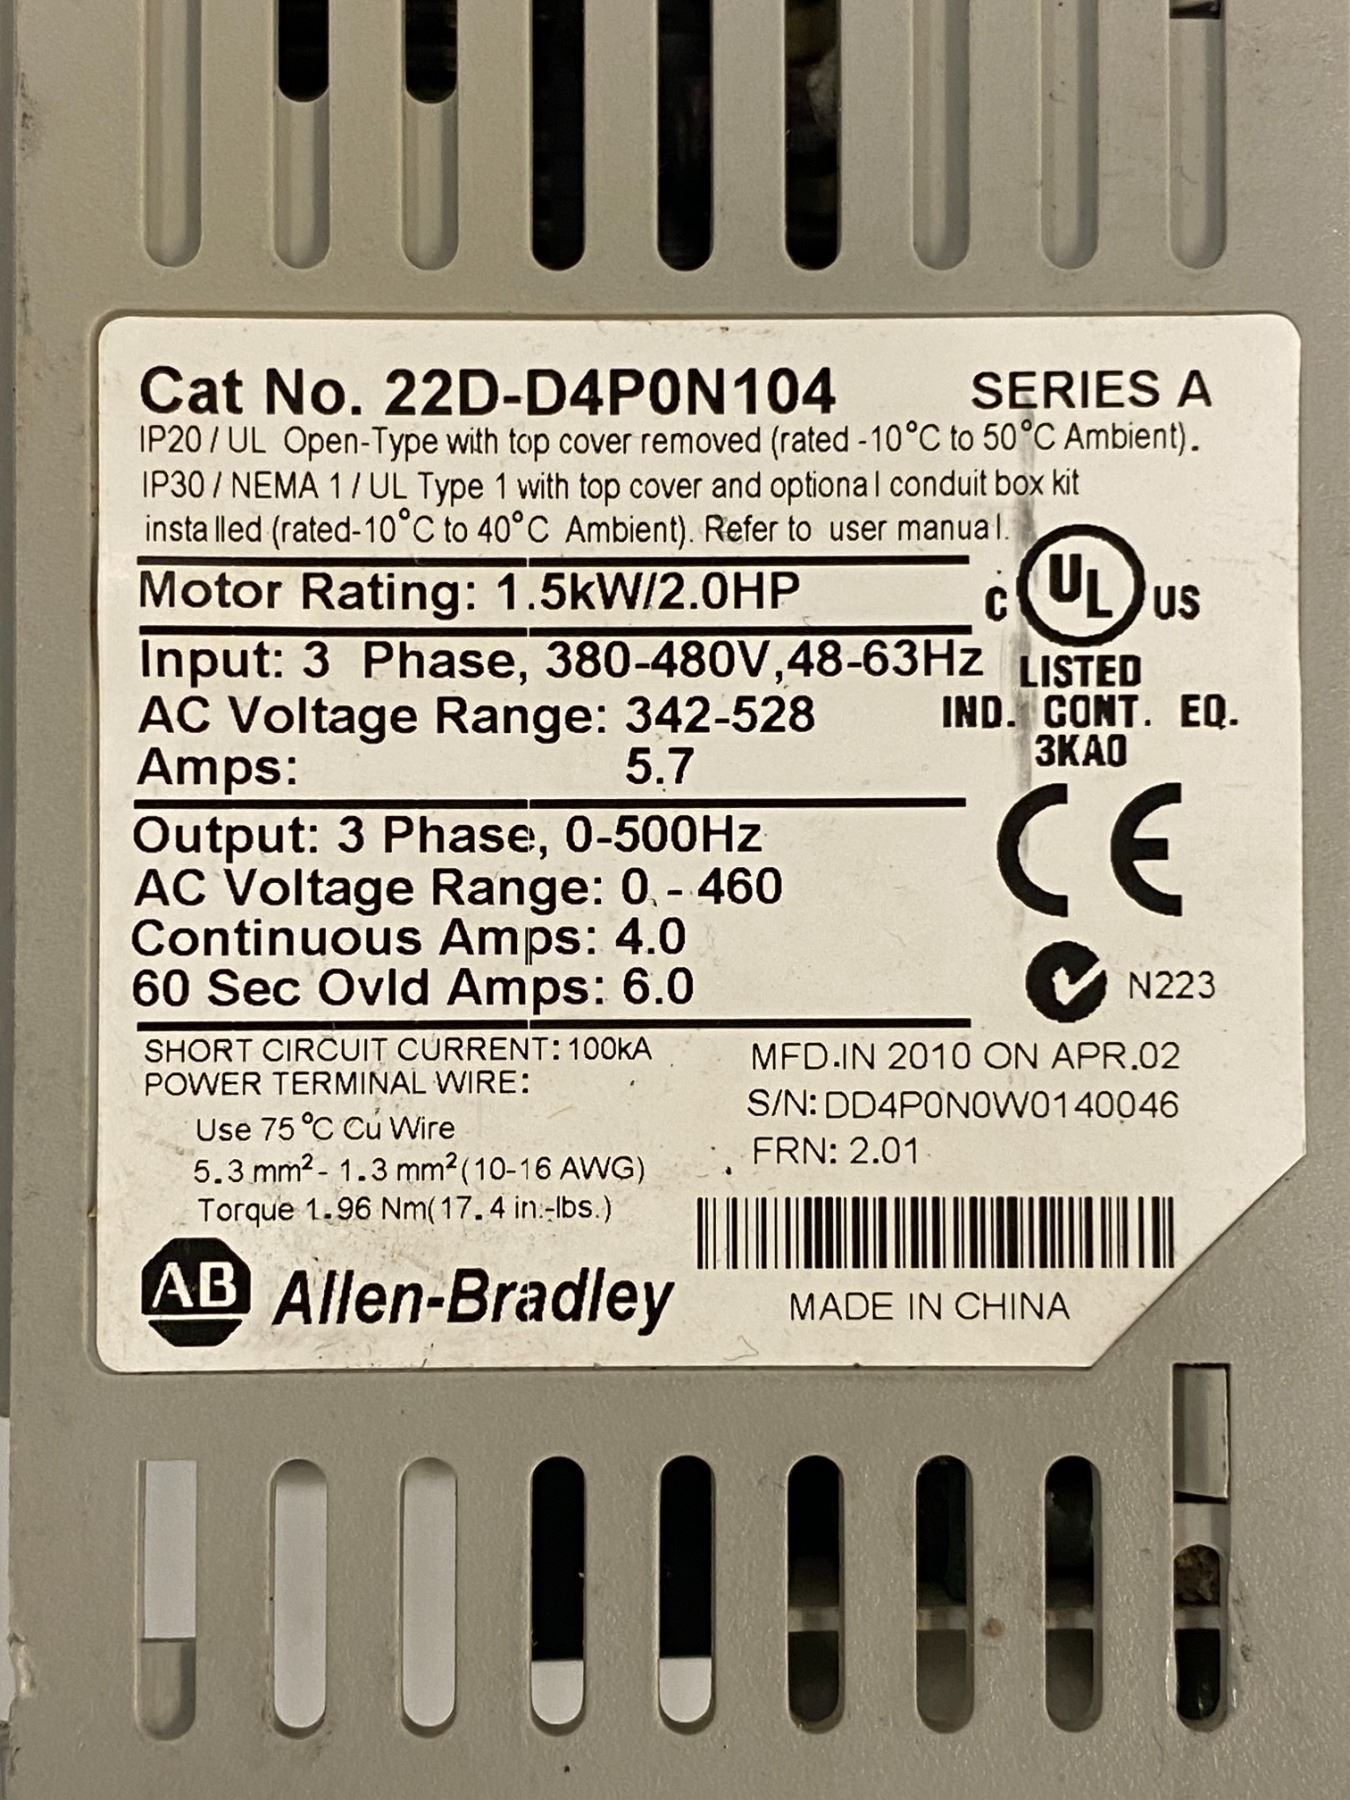 Cat No. 22D-D4P0N104 SERIES A
IP20 / UL Open-Type with top cover removed (rated -10°C to 50°C Ambient).
IP30 / NEMA 1 / UL Type 1 with top cover and optional conduit box kit
installed (rated-10°C to 40°C Ambient). Refer to user manual.
Motor Rating: 1.5kW/2.0HP
C UL US
Input: 3 Phase, 380-480V,48-63Hz
LISTED
AC Voltage Range: 342-528
IND. CONT. EQ.
Amps: 5.7
3KA0
CE
Output: 3 Phase, 0-500Hz
AC Voltage Range: 0 - 460
Continuous Amps: 4.0
60 Sec Ovld Amps: 6.0
N223
SHORT CIRCUIT CURRENT: 100kA
POWER TERMINAL WIRE:
Use 75°C Cu Wire
5.3 mm² - 1.3 mm² (10-16 AWG)
Torque 1.96 Nm(17.4 in.-lbs.)
MFD.IN 2010 ON APR.02
S/N: DD4P0N0W0140046
FRN: 2.01
AB Allen-Bradley
MADE IN CHINA